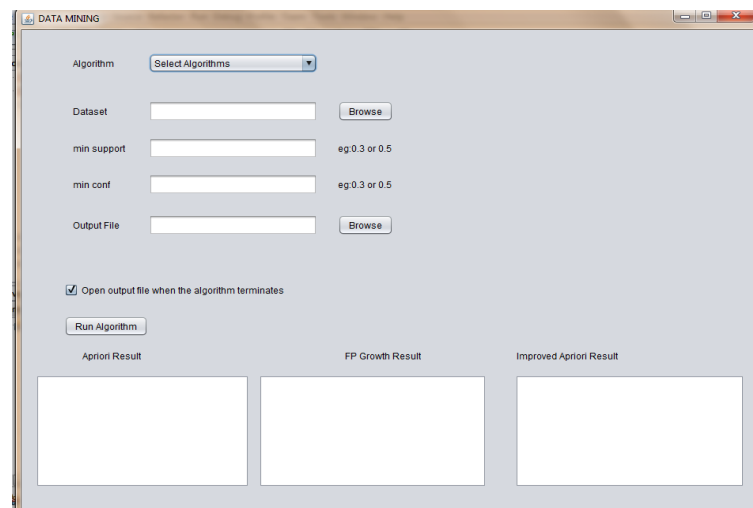 DATA MINING
Algorithm Select Algorithms
Dataset Browse
min support eg:0.3 or 0.5
min conf eg:0.3 or 0.5
Output File Browse
Open output file when the algorithm terminates
Run Algorithm
Apriori Result FP Growth Result Improved Apriori Result